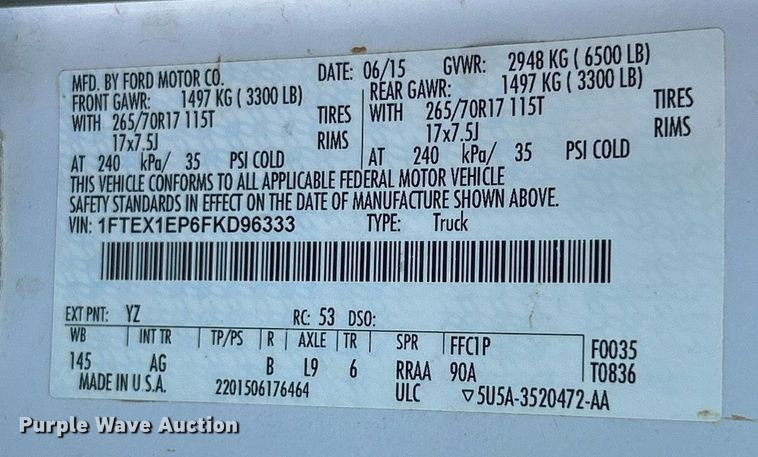 MFD. BY FORD MOTOR CO. DATE: 06/15 GVWR: 2948 KG ( 6500 LB)
FRONT GAWR: 1497 KG ( 3300 LB) REAR GAWR: 1497 KG ( 3300 LB)
WITH 265/70R17 115T TIRES WITH 265/70R17 115T TIRES
17x7.5J RIMS 17x7.5J RIMS
AT 240 kPa/ 35 PSI COLD AT 240 kPa/ 35 PSI COLD
THIS VEHICLE CONFORMS TO ALL APPLICABLE FEDERAL MOTOR VEHICLE
SAFETY STANDARDS IN EFFECT ON THE DATE OF MANUFACTURE SHOWN ABOVE.
VIN: 1FTEX1EP6FKD96333 TYPE: Truck
EXT PNT: YZ RC: 53 DSO:
WB INT TR TP/PS R AXLE TR SPR FFC1P F0035
145 AG B L9 6 RRAA 90A T0836
MADE IN U.S.A. 2201506176464 ULC ▽5U5A-3520472-AA
Purple Wave Auction